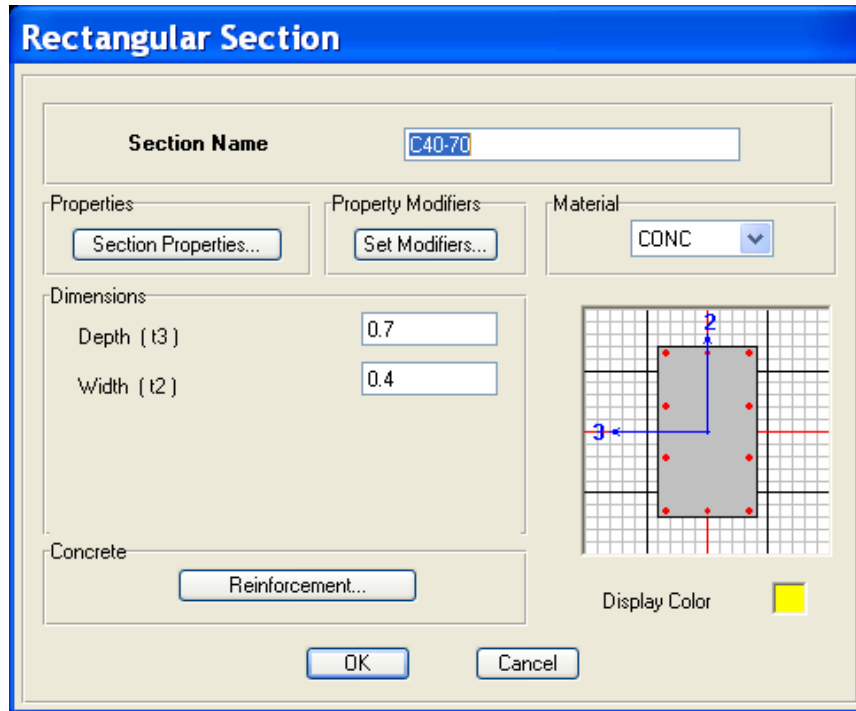 Rectangular Section
Section Name C40-70
Properties Property Modifiers Material
Section Properties... Set Modifiers... CONC
Dimensions
Depth ( t3 ) 0.7
Width ( t2 ) 0.4
2
3
Concrete
Reinforcement...
Display Color
OK Cancel